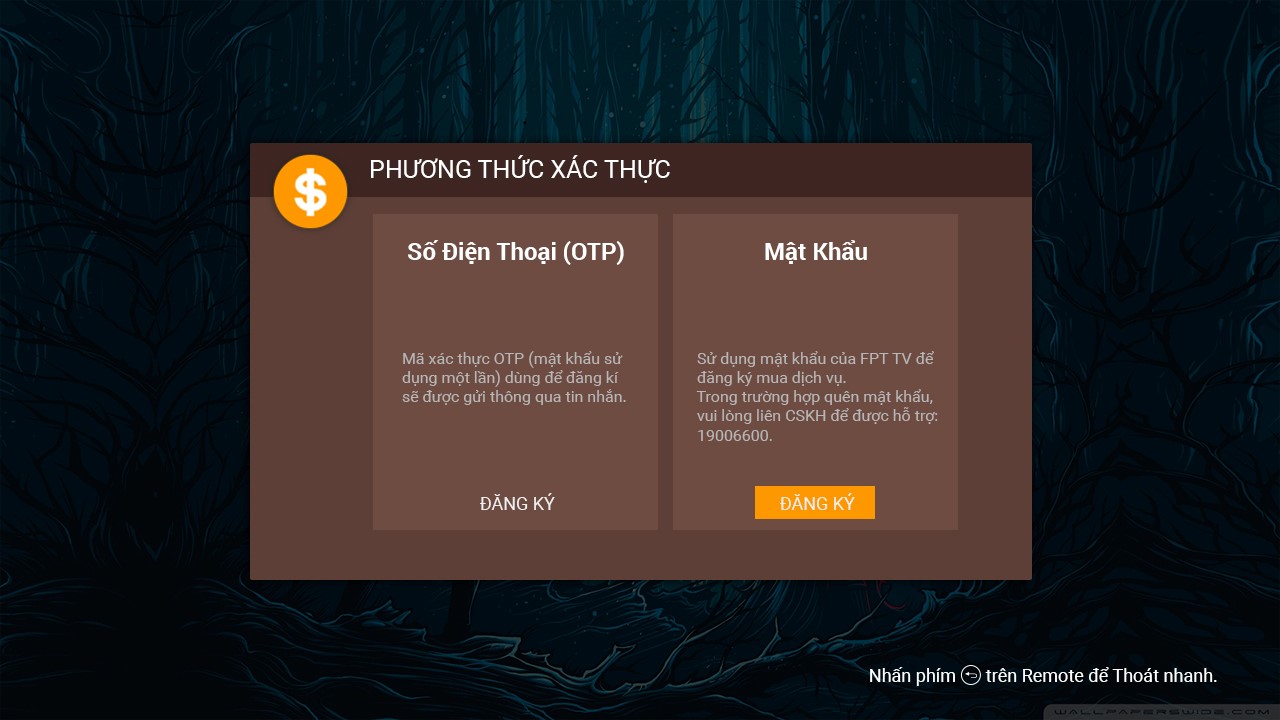 PHƯƠNG THỨC XÁC THỰC
Số Điện Thoại (OTP)
Mã xác thực OTP (mật khẩu sử
dụng một lần) dùng để đăng kí
sẽ được gửi thông qua tin nhắn.
ĐĂNG KÝ
Mật Khẩu
Sử dụng mật khẩu của FPT TV để
đăng ký mua dịch vụ.
Trong trường hợp quên mật khẩu,
vui lòng liên CSKH để được hỗ trợ:
19006600.
ĐĂNG KÝ
Nhấn phím trên Remote để Thoát nhanh.
WALLPAPERSWIDE.COM